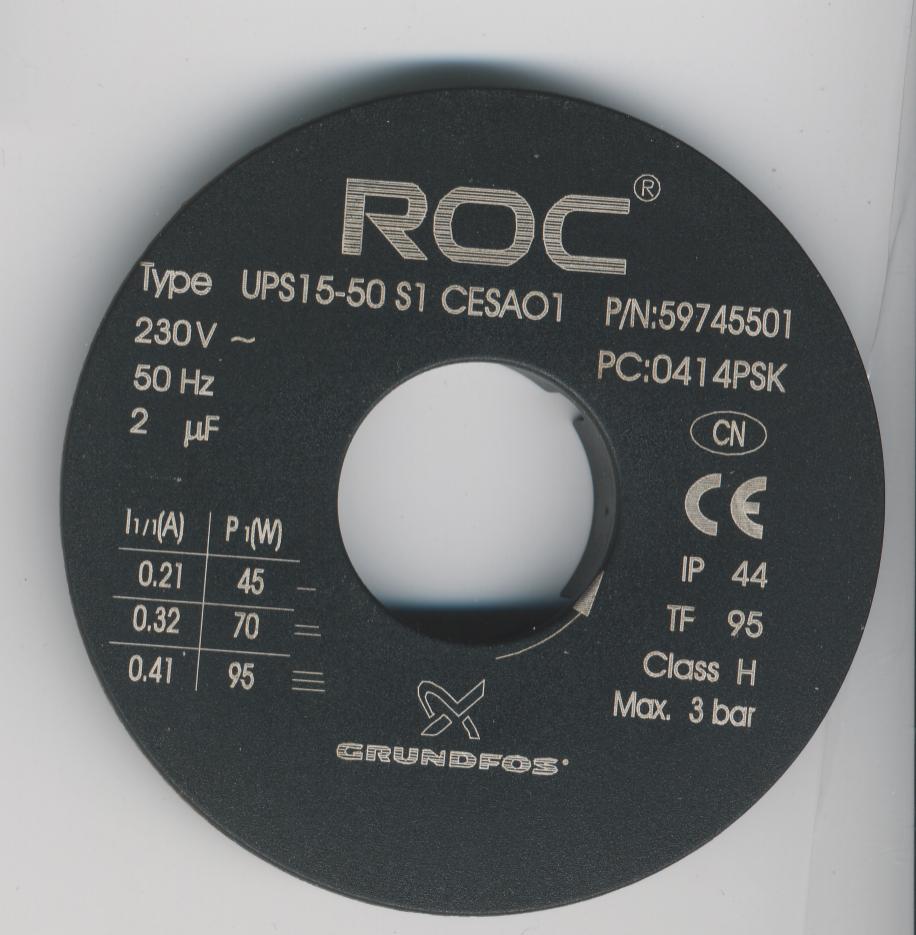 ROC®
Type UPS15-50 S1 CESAO1 P/N:59745501
230V ~ PC:0414PSK
50 Hz
2 µF
CN
CE
I1/1(A) P1(W)
0.21 45
0.32 70
0.41 95
IP 44
TF 95
Class H
Max. 3 bar
GRUNDFOS